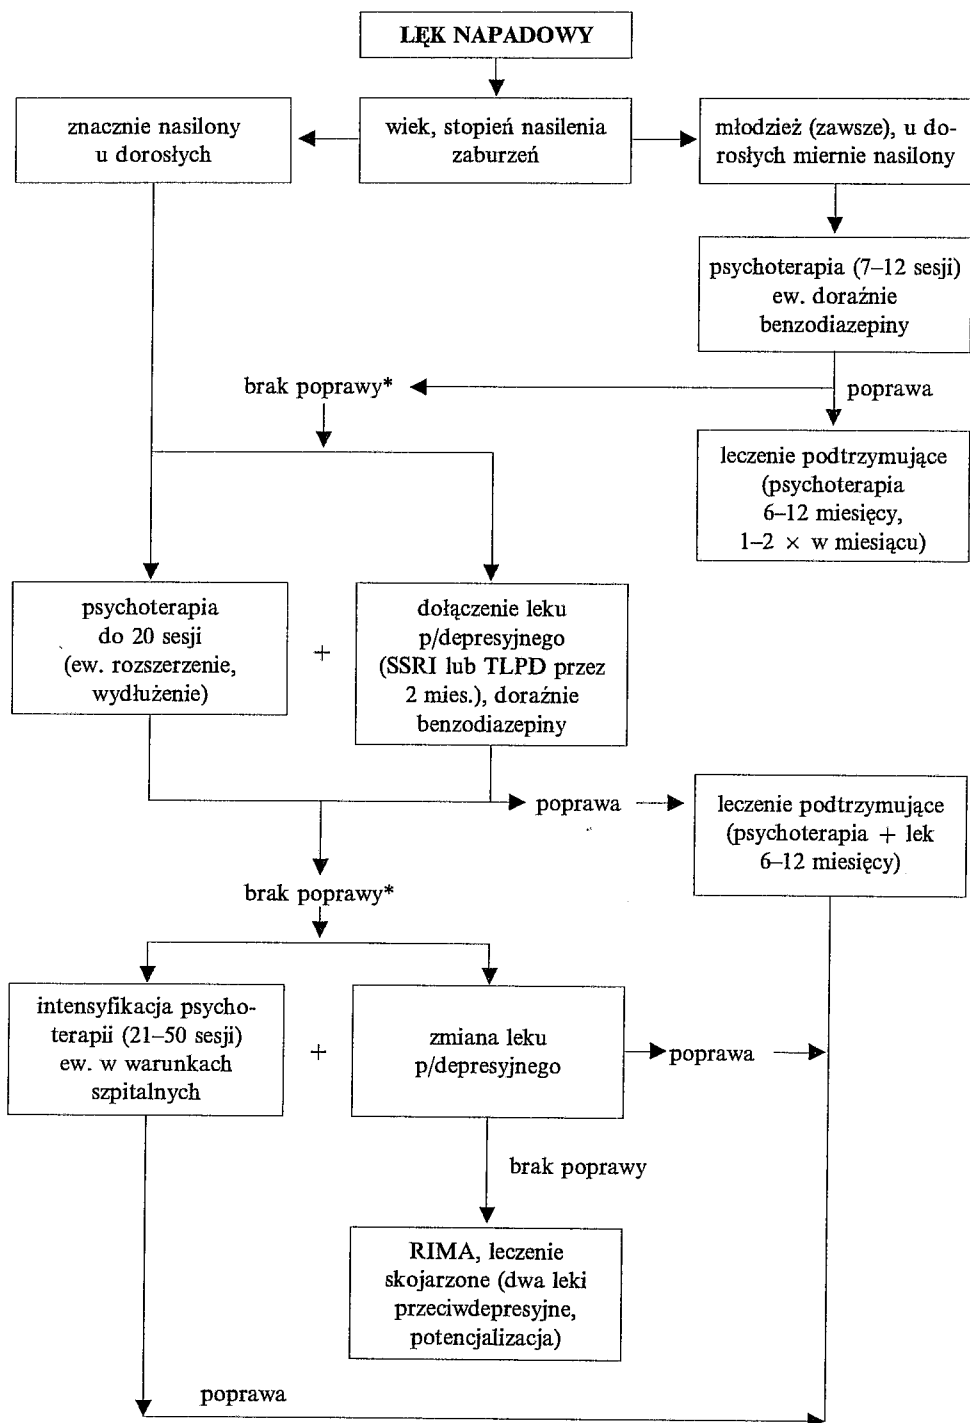 LĘK NAPADOWY
znacznie nasilony
u dorosłych
wiek, stopień nasilenia
zaburzeń
młodzież (zawsze), u do-
rosłych miernie nasilony
psychoterapia (7–12 sesji)
ew. doraźnie
benzodiazepiny
brak poprawy*
poprawa
leczenie podtrzymujące
(psychoterapia
6–12 miesięcy,
1–2 × w miesiącu)
psychoterapia
do 20 sesji
(ew. rozszerzenie,
wydłużenie)
+
dołączenie leku
p/depresyjnego
(SSRI lub TLPD przez
2 mies.), doraźnie
benzodiazepiny
poprawa
leczenie podtrzymujące
(psychoterapia + lek
6–12 miesięcy)
brak poprawy*
intensyfikacja psycho-
terapii (21–50 sesji)
ew. w warunkach
szpitalnych
+
zmiana leku
p/depresyjnego
poprawa
brak poprawy
RIMA, leczenie
skojarzone (dwa leki
przeciwdepresyjne,
potencjalizacja)
poprawa